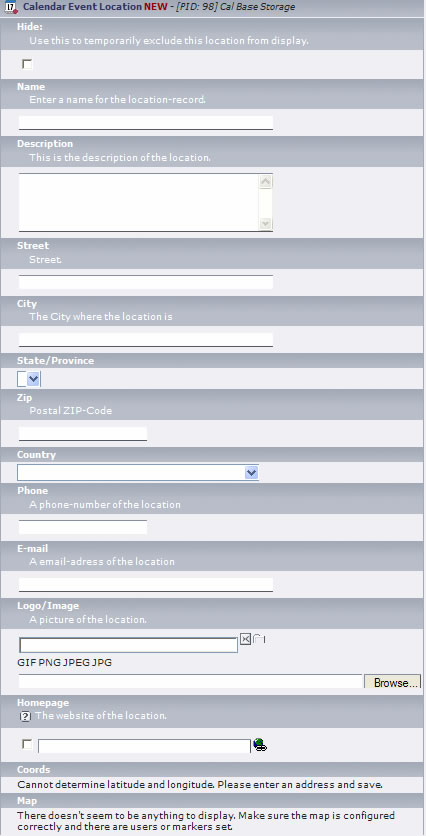 17 Calendar Event Location NEW - [PID: 98] Cal Base Storage
Hide:
Use this to temporarily exclude this location from display.
Name
Enter a name for the location-record.
Description
This is the description of the location.
Street
Street.
City
The City where the location is
State/Province
Zip
Postal ZIP-Code
Country
Phone
A phone-number of the location
E-mail
A email-adress of the location
Logo/Image
A picture of the location.
GIF PNG JPEG JPG
Browse...
Homepage
? The website of the location.
Coords
Cannot determine latitude and longitude. Please enter an address and save.
Map
There doesn't seem to be anything to display. Make sure the map is configured
correctly and there are users or markers set.